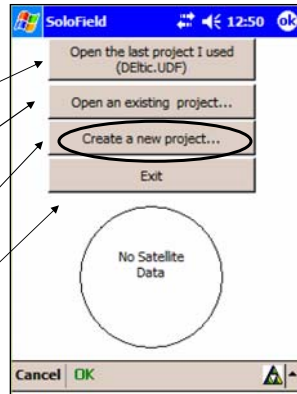 SoloField 12:50 ok
Open the last project I used
(DEltic.UDF)
Open an existing project...
Create a new project...
Exit
No Satellite
Data
Cancel OK